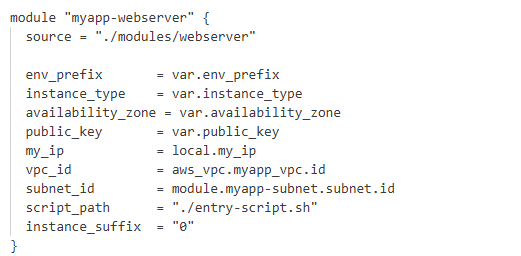 module "myapp-webserver" {
  source = "./modules/webserver"

  env_prefix        = var.env_prefix
  instance_type     = var.instance_type
  availability_zone = var.availability_zone
  public_key        = var.public_key
  my_ip             = local.my_ip
  vpc_id            = aws_vpc.myapp_vpc.id
  subnet_id         = module.myapp-subnet.subnet.id
  script_path       = "./entry-script.sh"
  instance_suffix   = "0"
}